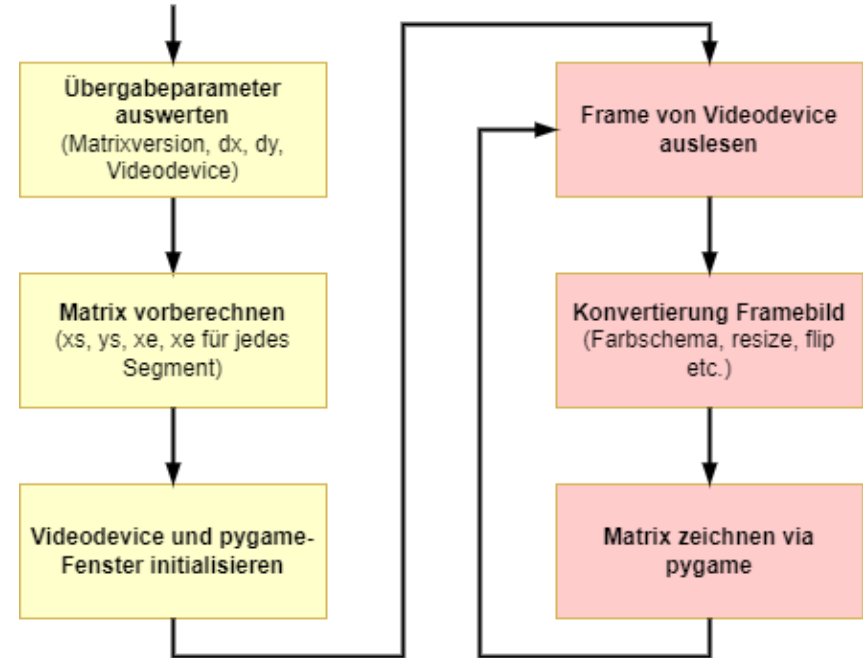 Übergabeparameter
auswerten
(Matrixversion, dx, dy,
Videodevice)
Matrix vorberechnen
(xs, ys, xe, xe für jedes
Segment)
Videodevice und pygame-
Fenster initialisieren
Frame von Videodevice
auslesen
Konvertierung Framebild
(Farbschema, resize, flip
etc.)
Matrix zeichnen via
pygame